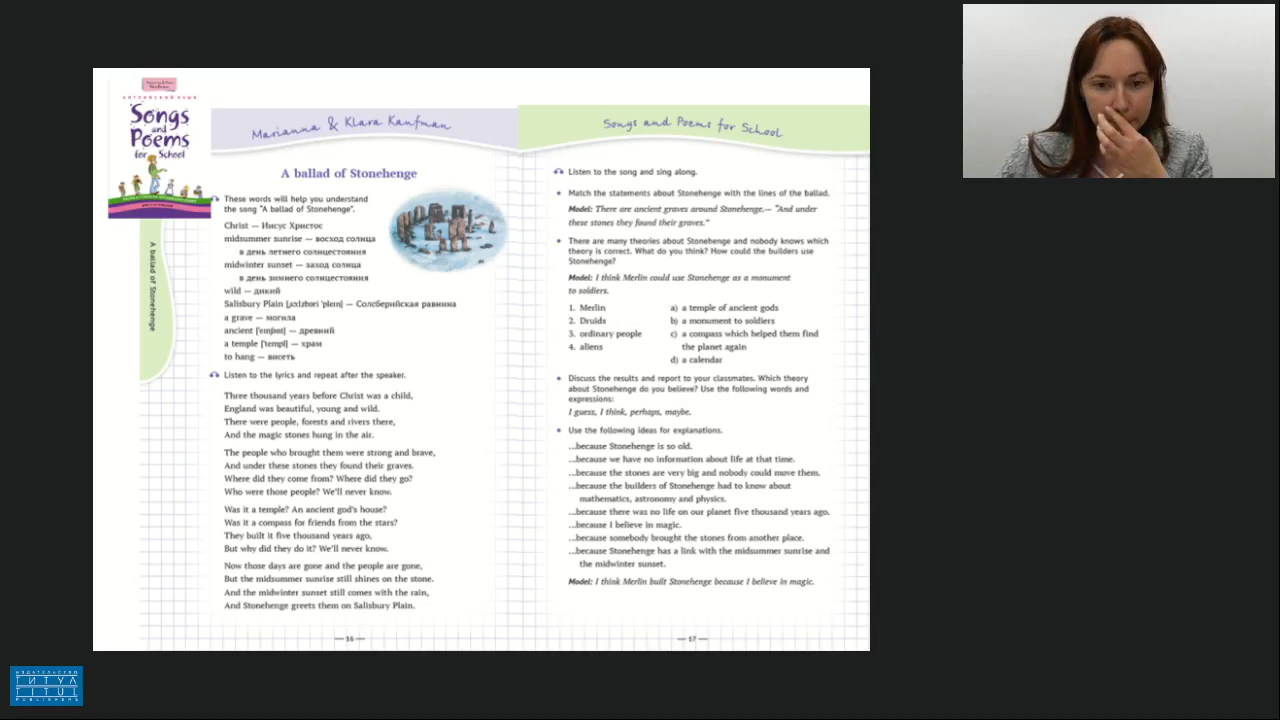 АНГЛИЙСКИЙ ЯЗЫК
Songs
and
Poems
for School
A ballad of Stonehenge
Marianna & Klara Kaufman
A ballad of Stonehenge
These words will help you understand
the song "A ballad of Stonehenge".
Christ — Иисус Христос
midsummer sunrise — восход солнца
в день летнего солнцестояния
midwinter sunset — заход солнца
в день зимнего солнцестояния
wild — дикий
Salisbury Plain [ˌsɔːlzbəri ˈpleɪn] — Солсберийская равнина
a grave — могила
ancient [ˈeɪnʃənt] — древний
a temple [ˈtempl] — храм
to hang — висеть
Listen to the lyrics and repeat after the speaker.
Three thousand years before Christ was a child,
England was beautiful, young and wild.
There were people, forests and rivers there,
And the magic stones hung in the air.
The people who brought them were strong and brave,
And under these stones they found their graves.
Where did they come from? Where did they go?
Who were those people? We'll never know.
Was it a temple? An ancient god's house?
Was it a compass for friends from the stars?
They built it five thousand years ago,
But why did they do it? We'll never know.
Now those days are gone and the people are gone,
But the midsummer sunrise still shines on the stone.
And the midwinter sunset still comes with the rain,
And Stonehenge greets them on Salisbury Plain.
— 16 —
Songs and Poems for School
Listen to the song and sing along.
• Match the statements about Stonehenge with the lines of the ballad.
Model: There are ancient graves around Stonehenge.— "And under
these stones they found their graves."
• There are many theories about Stonehenge and nobody knows which
theory is correct. What do you think? How could the builders use
Stonehenge?
Model: I think Merlin could use Stonehenge as a monument
to soldiers.
1. Merlin a) a temple of ancient gods
2. Druids b) a monument to soldiers
3. ordinary people c) a compass which helped them find
4. aliens the planet again
d) a calendar
• Discuss the results and report to your classmates. Which theory
about Stonehenge do you believe? Use the following words and
expressions:
I guess, I think, perhaps, maybe.
• Use the following ideas for explanations.
...because Stonehenge is so old.
...because we have no information about life at that time.
...because the stones are very big and nobody could move them.
...because the builders of Stonehenge had to know about
mathematics, astronomy and physics.
...because there was no life on our planet five thousand years ago.
...because I believe in magic.
...because somebody brought the stones from another place.
...because Stonehenge has a link with the midsummer sunrise and
the midwinter sunset.
Model: I think Merlin built Stonehenge because I believe in magic.
— 17 —
ИЗДАТЕЛЬСТВО
ТИТУЛ
TITUL
PUBLISHERS